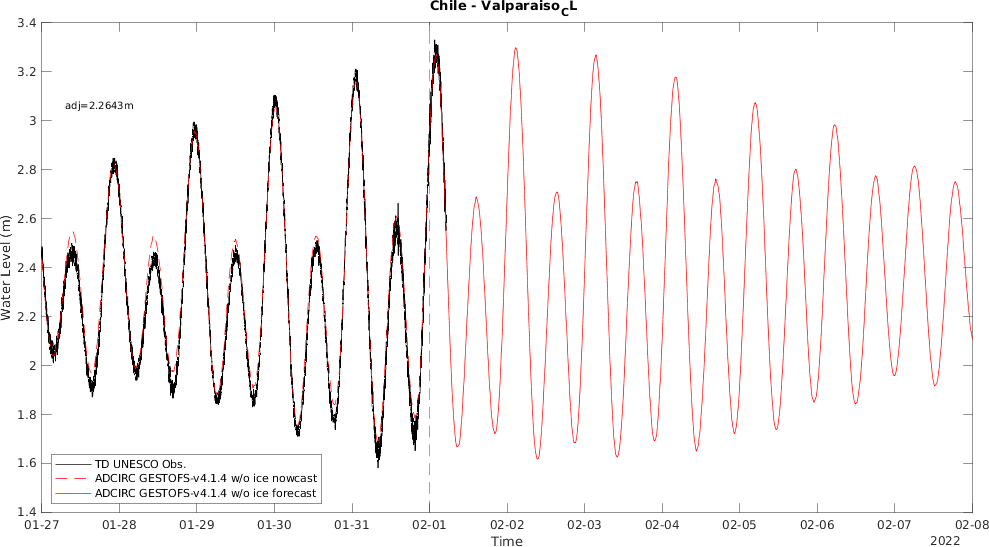 Chile - Valparaiso_CL
adj=2.2643m
Water Level (m)
3.4
3.2
3
2.8
2.6
2.4
2.2
2
1.8
1.6
1.4
TD UNESCO Obs.
ADCIRC GESTOFS-v4.1.4 w/o ice nowcast
ADCIRC GESTOFS-v4.1.4 w/o ice forecast
01-27 01-28 01-29 01-30 01-31 02-01 02-02 02-03 02-04 02-05 02-06 02-07 02-08
Time
2022